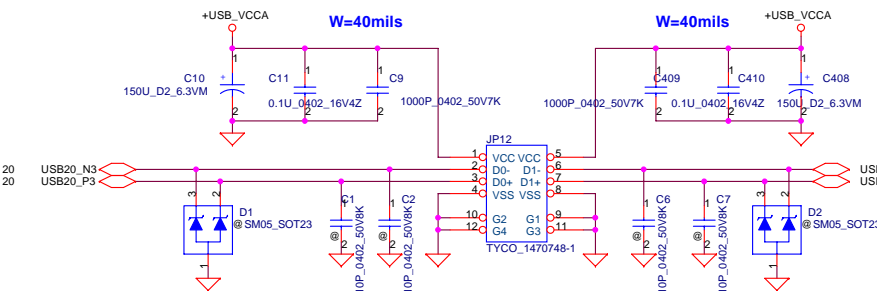 +USB_VCCA
W=40mils
W=40mils
+USB_VCCA
1
C10
+
150U_D2_6.3VM
2
C11
1
0.1U_0402_16V4Z
2
1
C9
1000P_0402_50V7K
2
1
C409
1000P_0402_50V7K
2
1
C410
0.1U_0402_16V4Z
2
1
+
C408
150U_D2_6.3VM
2
JP12
1 VCC VCC 5
2 D0- D1- 6
3 D0+ D1+ 7
4 VSS VSS 8
10 G2 G1 9
12 G4 G3 11
TYCO_1470748-1
20 USB20_N3
20 USB20_P3
3 2
D1
@ SM05_SOT23
1
C1
1
@
2
10P_0402_50V8K
C2
1
@
2
10P_0402_50V8K
C6
1
@
2
10P_0402_50V8K
C7
1
@
2
10P_0402_50V8K
3 2
D2
@ SM05_SOT23
1